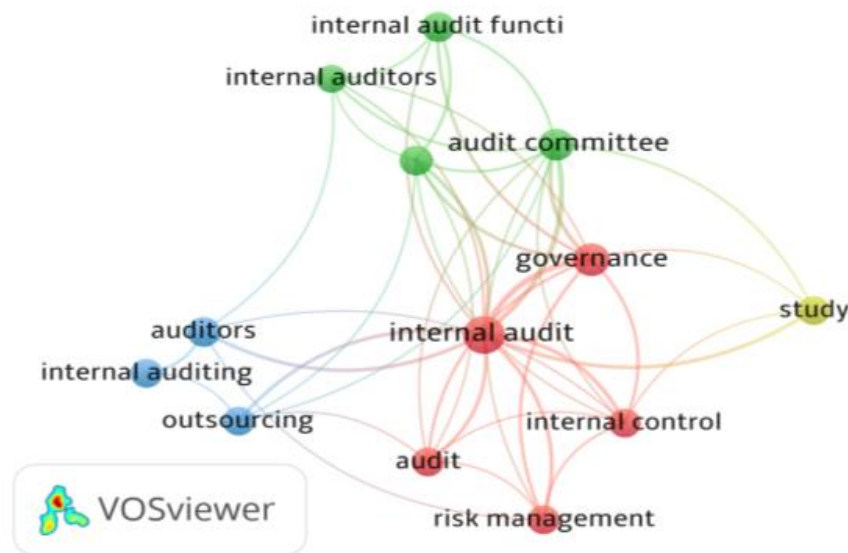 internal audit functi
internal auditors
audit committee
governance
study
auditors
internal audit
internal auditing
outsourcing
internal control
audit
risk management
VOSviewer